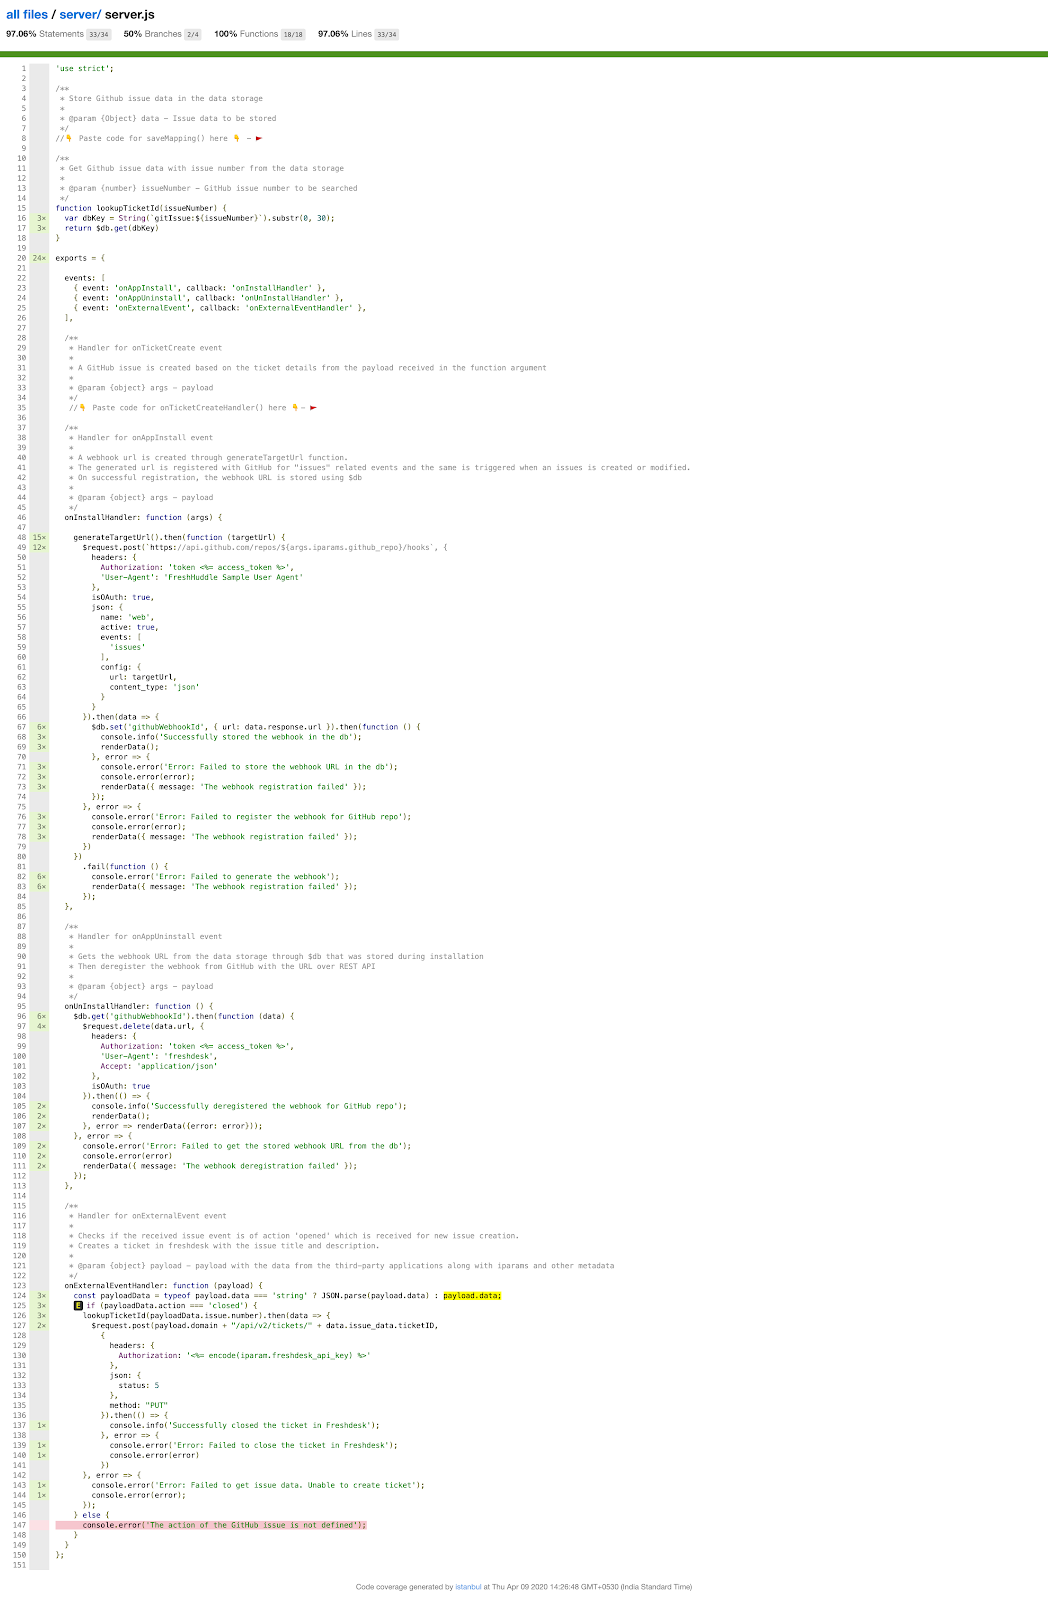 all files / server/ server.js
97.06% Statements 33/34 50% Branches 2/4 100% Functions 18/18 97.06% Lines 33/34
1 'use strict';
2
3 /**
4 * Store Github issue data in the data storage
5 *
6 * @param {Object} data - Issue data to be stored
7 */
8 //👇 Paste code for saveMapping() here 👇 -
9
10 /**
11 * Get Github issue data with issue number from the data storage
12 *
13 * @param {number} issueNumber - GitHub issue number to be searched
14 */
15 function lookupTicketId(issueNumber) {
16 3× var dbKey = String(`gitIssue:${issueNumber}`).substr(0, 30);
17 3× return $db.get(dbKey)
18 }
19
20 24× exports = {
21
22 events: [
23 { event: 'onAppInstall', callback: 'onInstallHandler' },
24 { event: 'onAppUninstall', callback: 'onUnInstallHandler' },
25 { event: 'onExternalEvent', callback: 'onExternalEventHandler' },
26 ],
27
28 /**
29 * Handler for onTicketCreate event
30 *
31 * A GitHub issue is created based on the ticket details from the payload received in the function argument
32 *
33 * @param {object} args - payload
34 */
35 //👇 Paste code for onTicketCreateHandler() here 👇-
36
37 /**
38 * Handler for onAppInstall event
39 *
40 * A webhook url is created through generateTargetUrl function.
41 * The generated url is registered with GitHub for "issues" related events and the same is triggered when an issues is created or modified.
42 * On successful registration, the webhook URL is stored using $db
43 *
44 * @param {object} args - payload
45 */
46 onInstallHandler: function (args) {
47
48 15× generateTargetUrl().then(function (targetUrl) {
49 12× $request.post(`https://api.github.com/repos/${args.iparams.github_repo}/hooks`, {
50 headers: {
51 Authorization: 'token <%= access_token %>',
52 'User-Agent': 'FreshHuddle Sample User Agent'
53 },
54 isOAuth: true,
55 json: {
56 name: 'web',
57 active: true,
58 events: [
59 'issues'
60 ],
61 config: {
62 url: targetUrl,
63 content_type: 'json'
64 }
65 }
66 }).then(data => {
67 6× $db.set('githubWebhookId', { url: data.response.url }).then(function () {
68 3× console.info('Successfully stored the webhook in the db');
69 3× renderData();
70 }, error => {
71 3× console.error('Error: Failed to store the webhook URL in the db');
72 3× console.error(error);
73 3× renderData({ message: 'The webhook registration failed' });
74 });
75 }, error => {
76 3× console.error('Error: Failed to register the webhook for GitHub repo');
77 3× console.error(error);
78 3× renderData({ message: 'The webhook registration failed' });
79 })
80 })
81 .fail(function () {
82 6× console.error('Error: Failed to generate the webhook');
83 6× renderData({ message: 'The webhook registration failed' });
84 });
85 },
86
87 /**
88 * Handler for onAppUninstall event
89 *
90 * Gets the webhook URL from the data storage through $db that was stored during installation
91 * Then deregister the webhook from GitHub with the URL over REST API
92 *
93 * @param {object} args - payload
94 */
95 onUnInstallHandler: function () {
96 6× $db.get('githubWebhookId').then(function (data) {
97 4× $request.delete(data.url, {
98 headers: {
99 Authorization: 'token <%= access_token %>',
100 'User-Agent': 'freshdesk',
101 Accept: 'application/json'
102 },
103 isOAuth: true
104 }).then(() => {
105 2× console.info('Successfully deregistered the webhook for GitHub repo');
106 2× renderData();
107 2× }, error => renderData({error: error}));
108 }, error => {
109 2× console.error('Error: Failed to get the stored webhook URL from the db');
110 2× console.error(error)
111 2× renderData({ message: 'The webhook deregistration failed' });
112 });
113 },
114
115 /**
116 * Handler for onExternalEvent event
117 *
118 * Checks if the received issue event is of action 'opened' which is received for new issue creation.
119 * Creates a ticket in freshdesk with the issue title and description.
120 *
121 * @param {object} payload - payload with the data from the third-party applications along with iparams and other metadata
122 */
123 onExternalEventHandler: function (payload) {
124 3× const payloadData = typeof payload.data === 'string' ? JSON.parse(payload.data) : payload.data;
125 3× E if (payloadData.action === 'closed') {
126 3× lookupTicketId(payloadData.issue.number).then(data => {
127 2× $request.post(payload.domain + "/api/v2/tickets/" + data.issue_data.ticketID,
128 {
129 headers: {
130 Authorization: '<%= encode(iparam.freshdesk_api_key) %>'
131 },
132 json: {
133 status: 5
134 },
135 method: "PUT"
136 }).then(() => {
137 1× console.info('Successfully closed the ticket in Freshdesk');
138 }, error => {
139 1× console.error('Error: Failed to close the ticket in Freshdesk');
140 1× console.error(error)
141 })
142 }, error => {
143 1× console.error('Error: Failed to get issue data. Unable to create ticket');
144 1× console.error(error);
145 });
146 } else {
147 console.error('The action of the GitHub issue is not defined');
148 }
149 }
150 };
151
Code coverage generated by istanbul at Thu Apr 09 2020 14:26:48 GMT+0530 (India Standard Time)